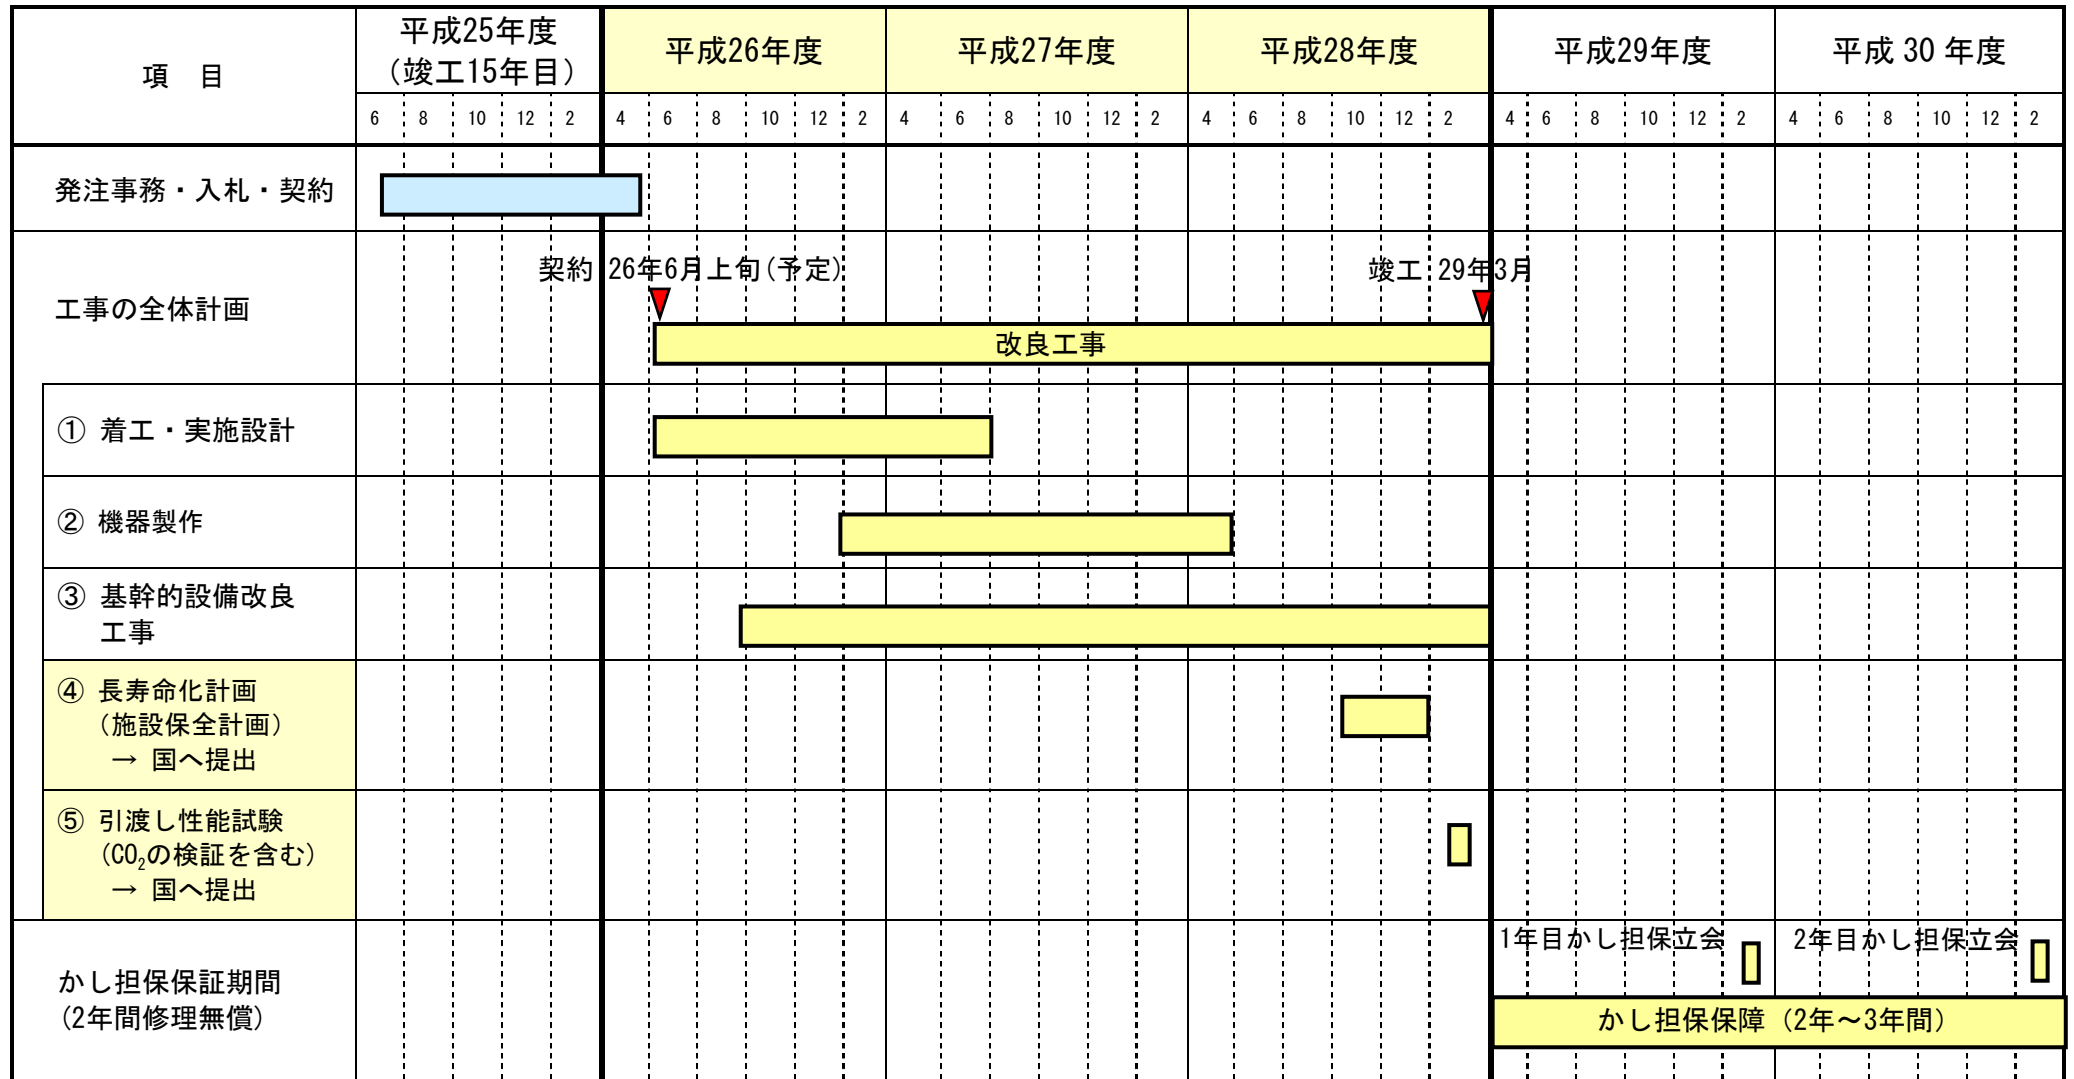 項　目
平成25年度
（竣工15年目）
平成26年度
平成27年度
平成28年度
平成29年度
平成 30 年度
6 8 10 12 2 4 6 8 10 12 2 4 6 8 10 12 2 4 6 8 10 12 2 4 6 8 10 12 2 4 6 8 10 12 2
発注事務・入札・契約
契約 26年6月上旬(予定)
竣工 29年3月
工事の全体計画
改良工事
① 着工・実施設計
② 機器製作
③ 基幹的設備改良
工事
④ 長寿命化計画
（施設保全計画）
→ 国へ提出
⑤ 引渡し性能試験
（CO₂の検証を含む）
→ 国へ提出
1年目かし担保立会
2年目かし担保立会
かし担保保証期間
(2年間修理無償)
かし担保保障（2年～3年間）